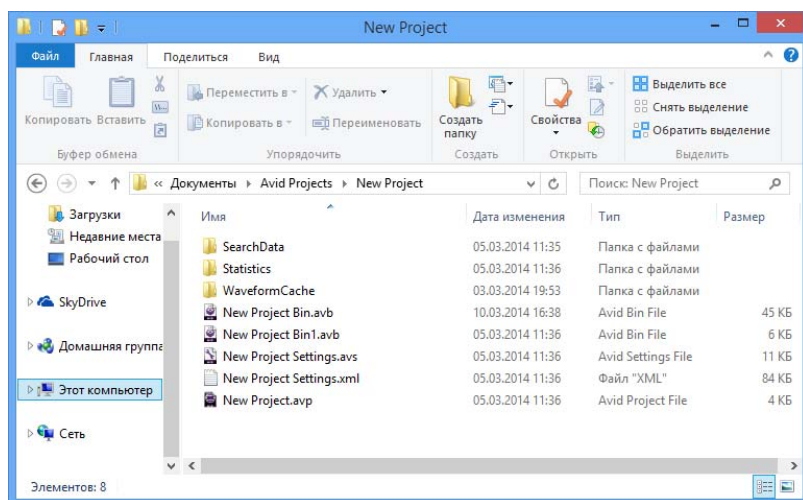 New Project
Файл Главная Поделиться Вид
Копировать Вставить
Переместить в Удалить
Копировать в Переименовать
Создать папку
Свойства
Выделить все
Снять выделение
Обратить выделение
Буфер обмена Упорядочить Создать Открыть Выделить
« Документы Avid Projects New Project
Поиск: New Project
Загрузки
Недавние места
Рабочий стол
SkyDrive
Домашняя группа
Этот компьютер
Сеть
Имя Дата изменения Тип Размер
SearchData 05.03.2014 11:35 Папка с файлами
Statistics 05.03.2014 11:36 Папка с файлами
WaveformCache 03.03.2014 19:53 Папка с файлами
New Project Bin.avb 10.03.2014 16:38 Avid Bin File 45 КБ
New Project Bin1.avb 05.03.2014 11:36 Avid Bin File 6 КБ
New Project Settings.avs 05.03.2014 11:36 Avid Settings File 11 КБ
New Project Settings.xml 05.03.2014 11:36 Файл "XML" 84 КБ
New Project.avp 05.03.2014 11:36 Avid Project File 4 КБ
Элементов: 8